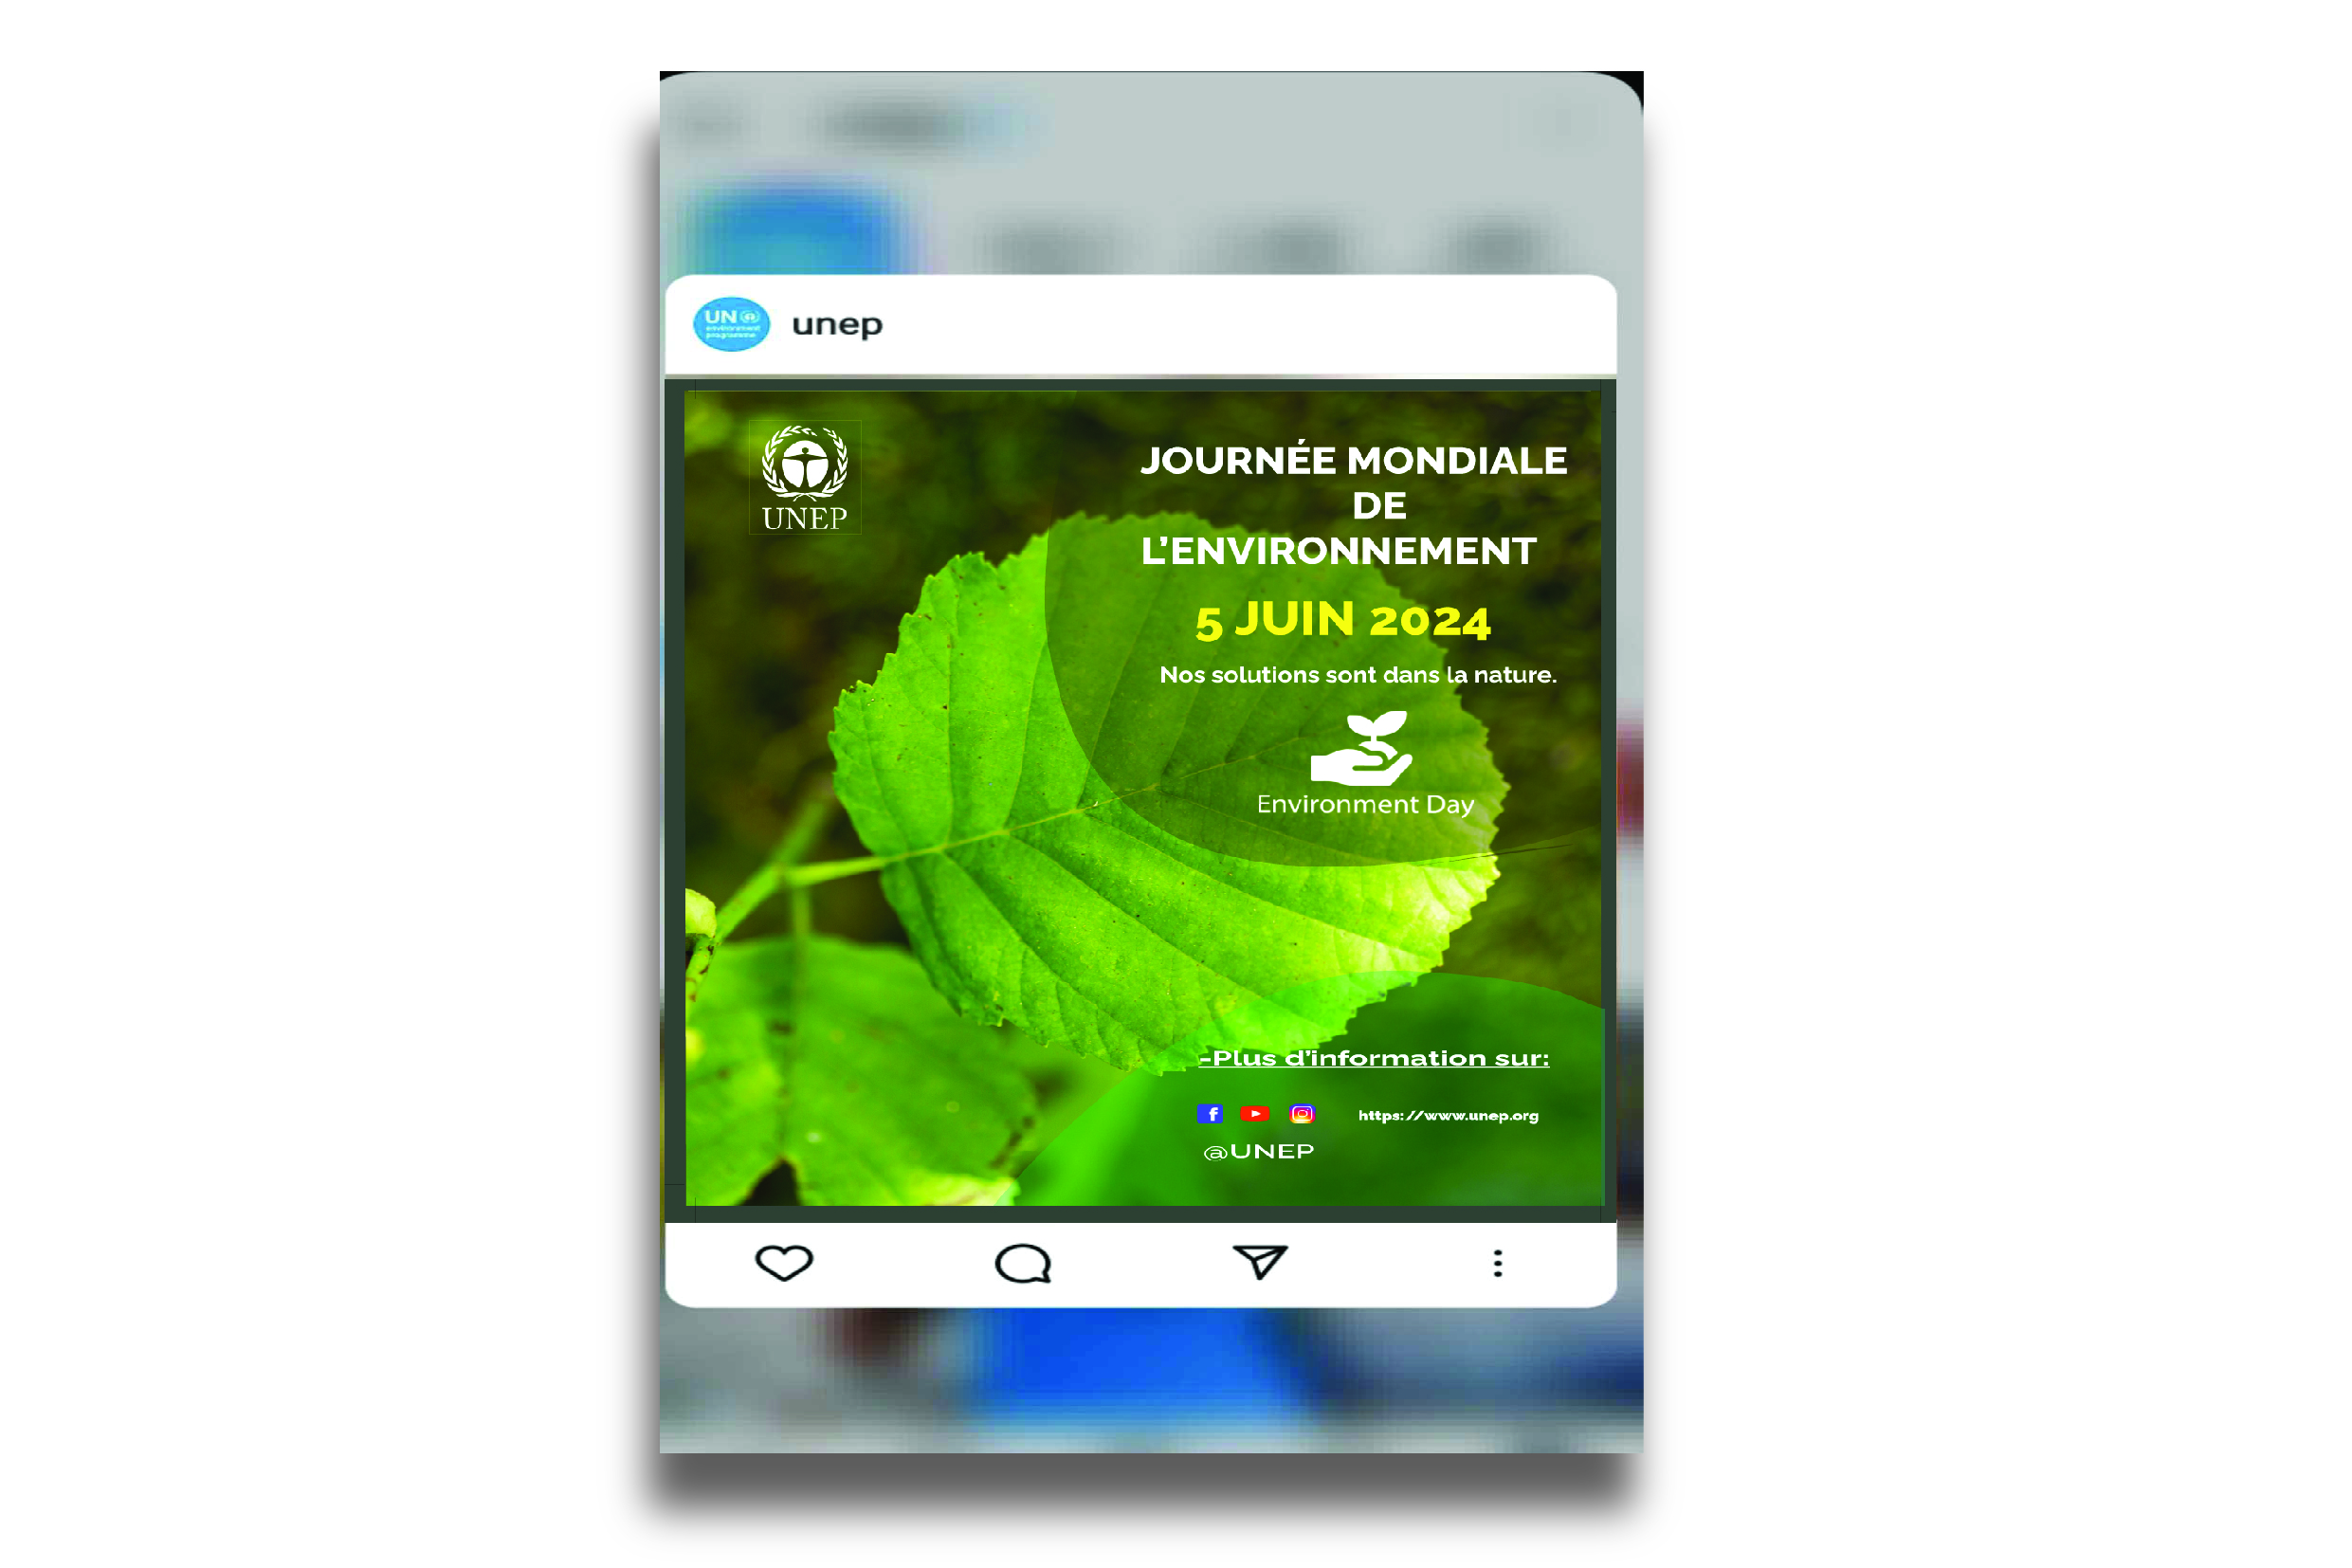 UN
environment
programme
unep
UNEP
JOURNÉE MONDIALE
DE
L'ENVIRONNEMENT
5 JUIN 2024
Nos solutions sont dans la nature.
Environment Day
-Plus d'information sur:
https://www.unep.org
@UNEP